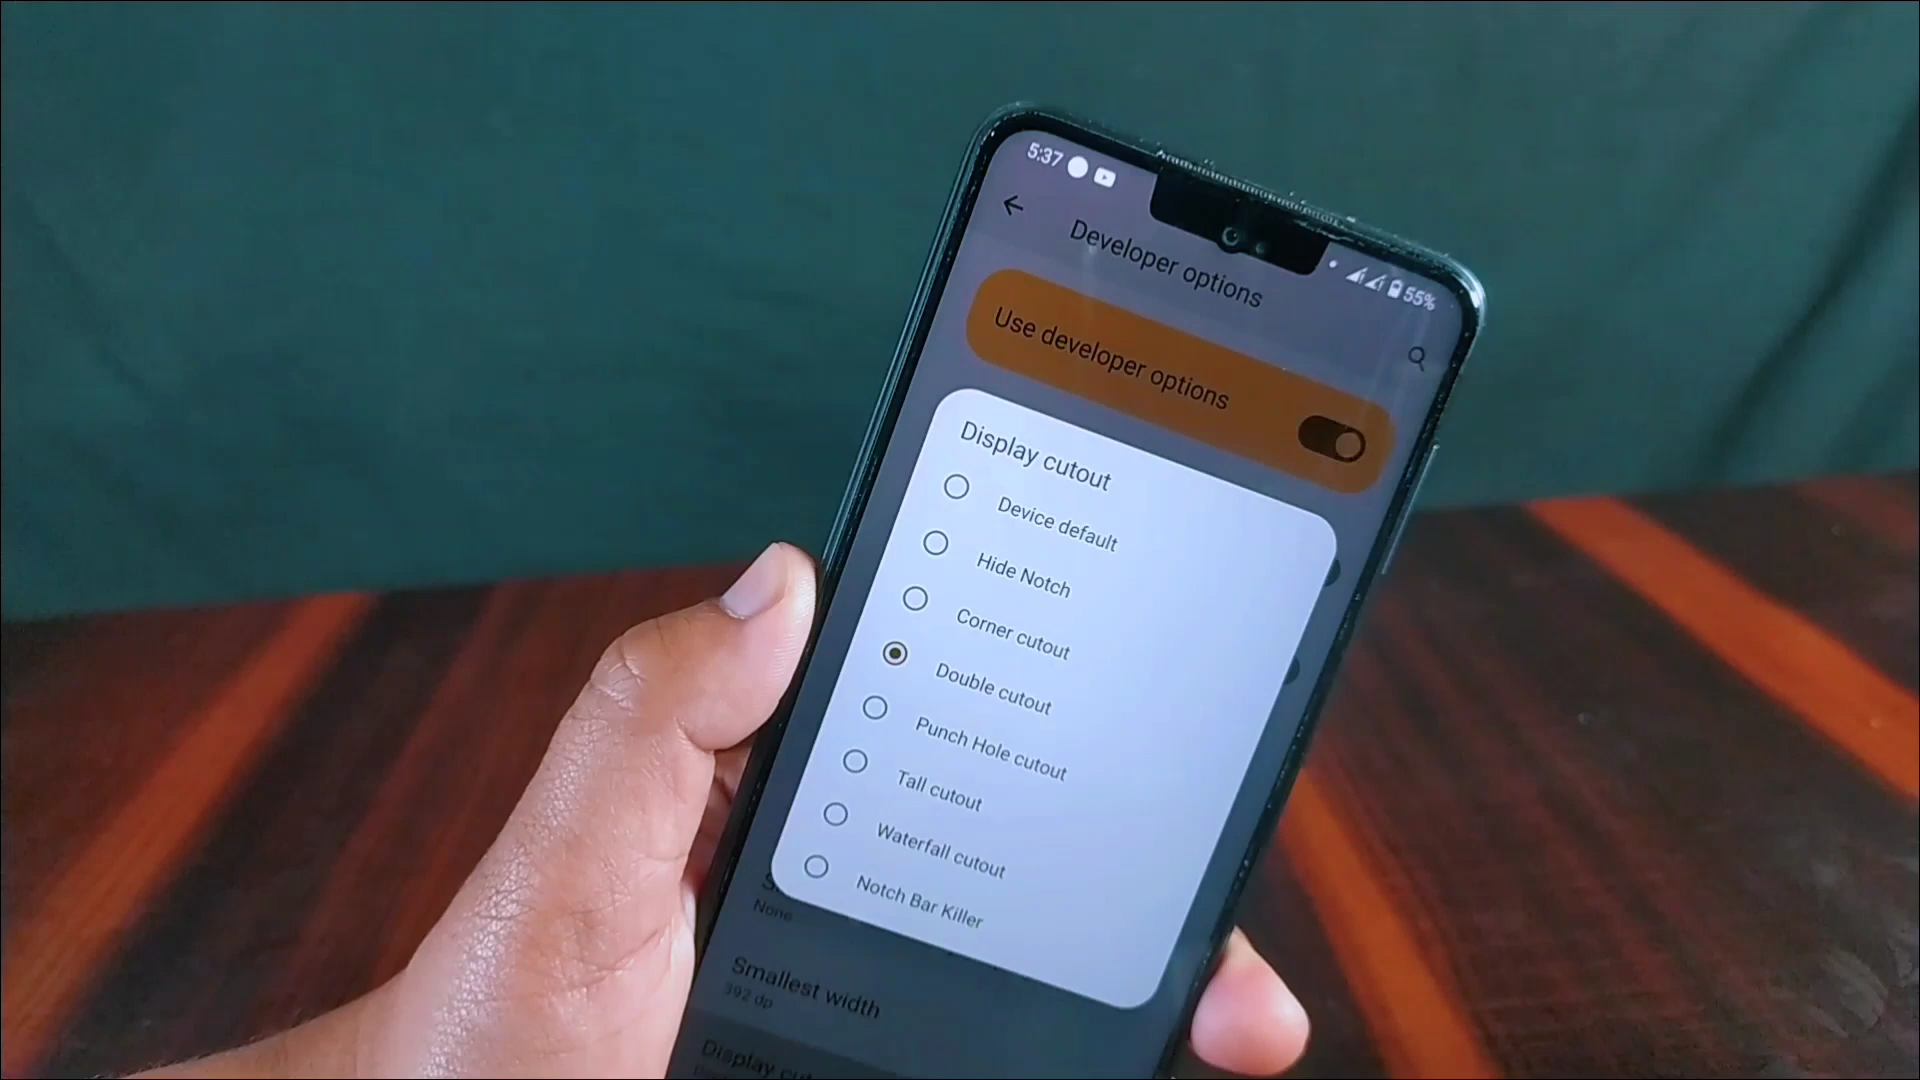 5:37
55%
Developer options
Use developer options
Display cutout
Device default
Hide Notch
Corner cutout
Double cutout
Punch Hole cutout
Tall cutout
Waterfall cutout
Notch Bar Killer
None
Smallest width
392 dp
Display